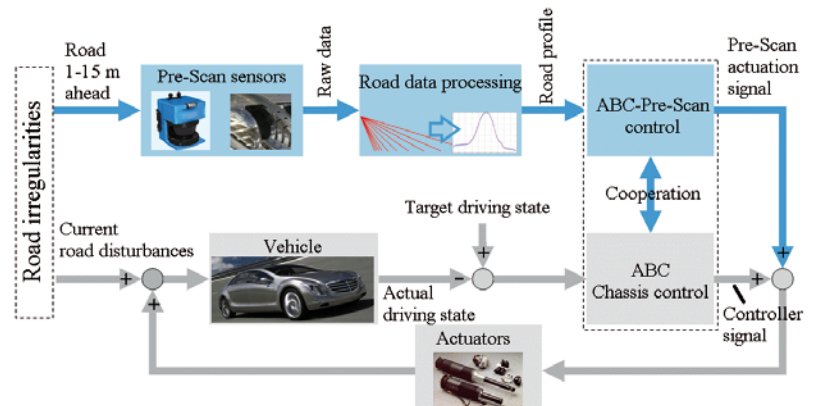 Road irregularities
Road
1-15 m
ahead
Pre-Scan sensors
Raw data
Road data processing
Road profile
ABC-Pre-Scan
control
Pre-Scan
actuation
signal
Cooperation
Current
road disturbances
+
+
Vehicle
Target driving state
+
-
Actual
driving state
ABC
Chassis control
+
+
Controller
signal
Actuators